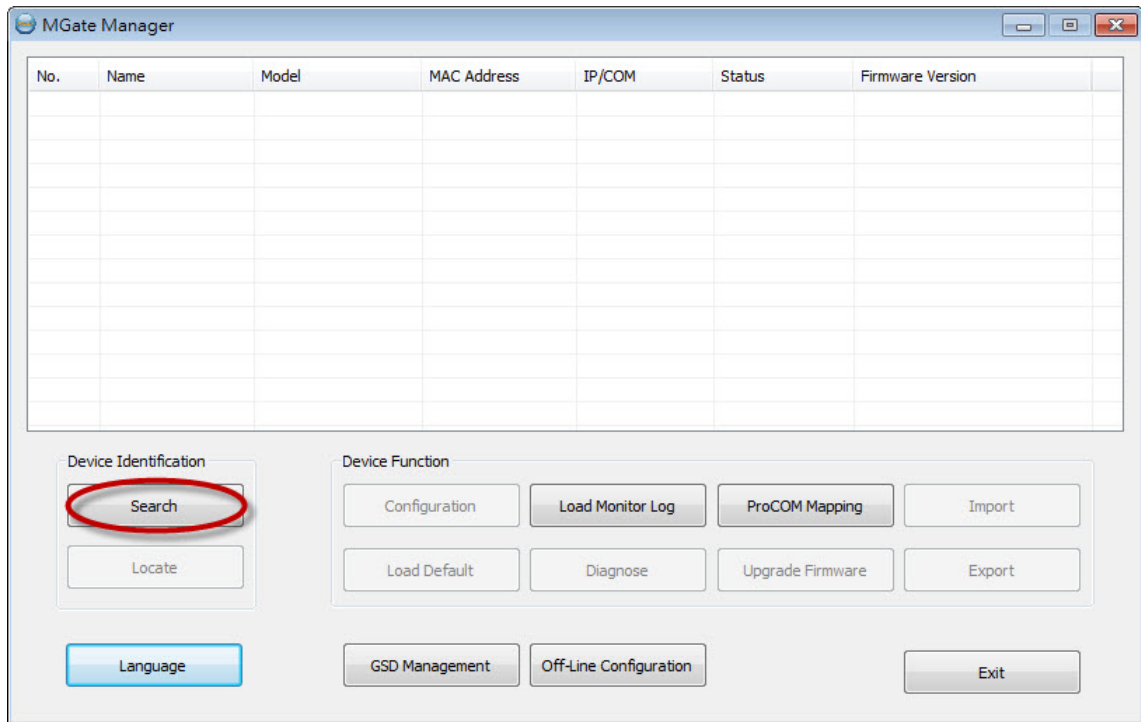 MGate Manager
No. Name Model MAC Address IP/COM Status Firmware Version
Device Identification Device Function
Search Configuration Load Monitor Log ProCOM Mapping Import
Locate Load Default Diagnose Upgrade Firmware Export
Language GSD Management Off-Line Configuration Exit